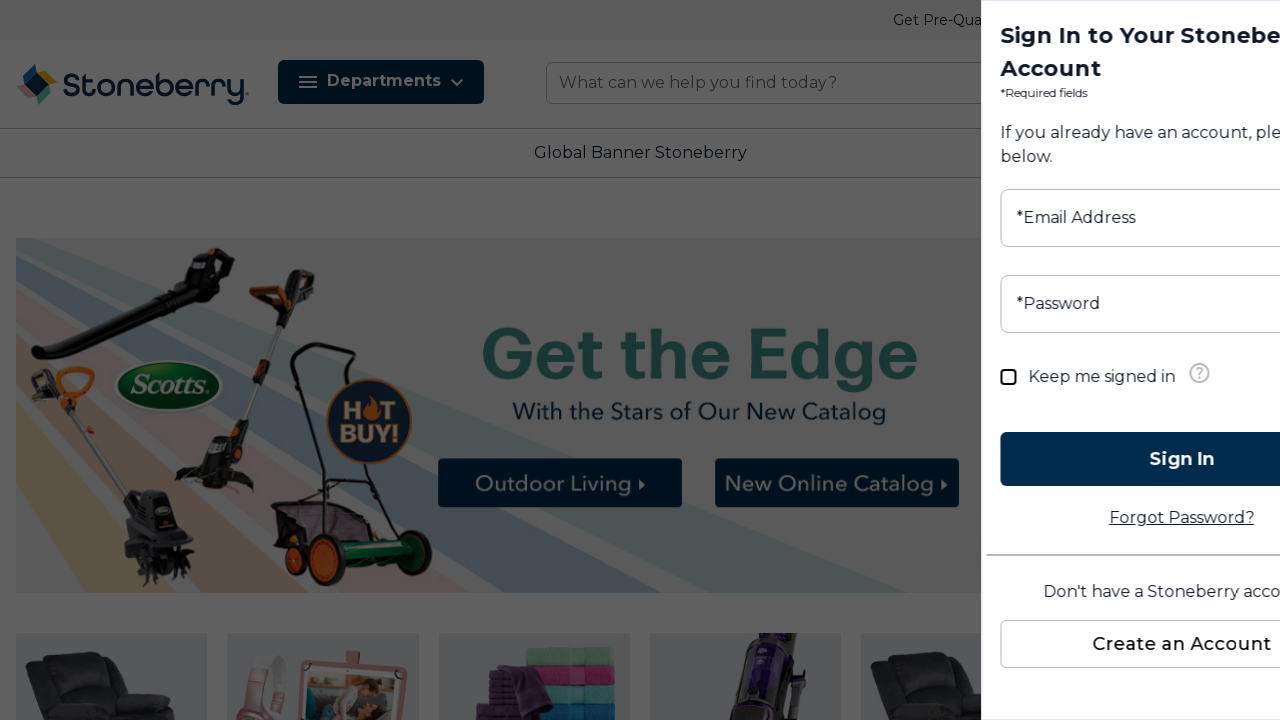 Get Pre-Qua
Stoneberry
Departments
What can we help you find today?
Global Banner Stoneberry
Scotts
HOT
BUY!
Get the Edge
With the Stars of Our New Catalog
Outdoor Living
New Online Catalog
Sign In to Your Stonebe
Account
*Required fields
If you already have an account, ple
below.
*Email Address
*Password
Keep me signed in ?
Sign In
Forgot Password?
Don't have a Stoneberry acco
Create an Account